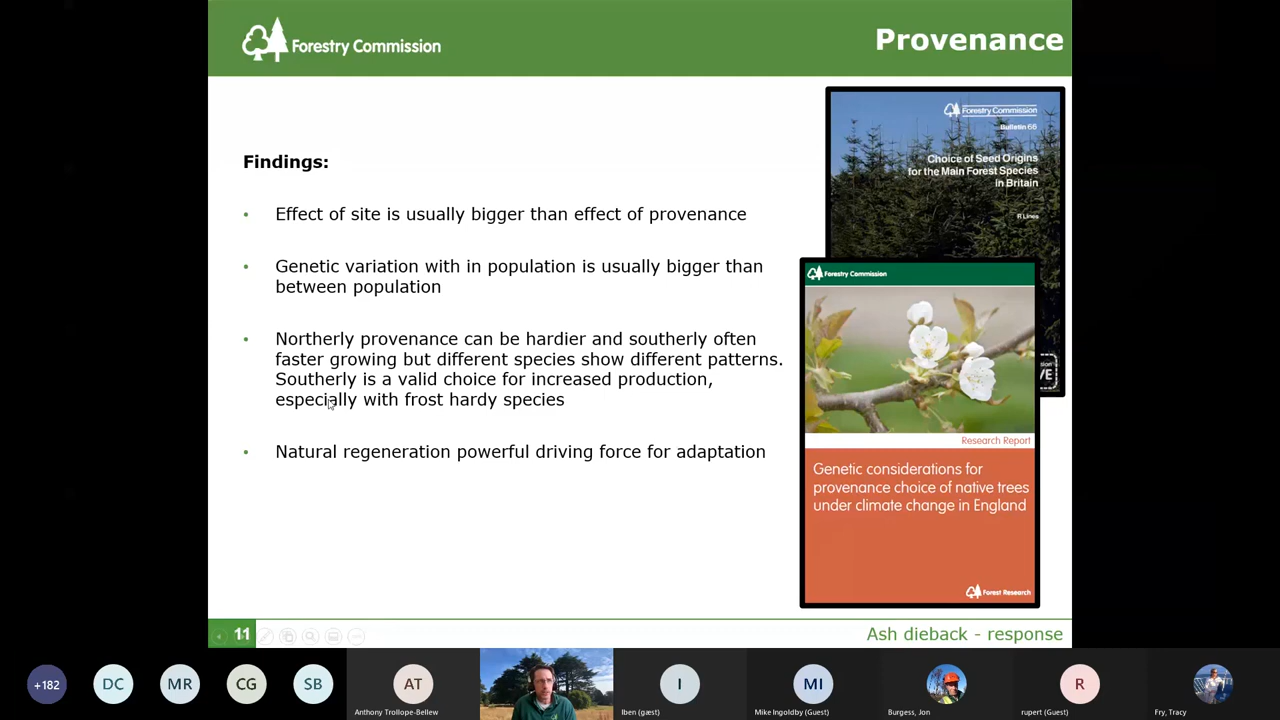 Forestry Commission
Provenance
Findings:
• Effect of site is usually bigger than effect of provenance
• Genetic variation with in population is usually bigger than
between population
• Northerly provenance can be hardier and southerly often
faster growing but different species show different patterns.
Southerly is a valid choice for increased production,
especially with frost hardy species
• Natural regeneration powerful driving force for adaptation
Forestry Commission
Bulletin 66
Choice of Seed Origins
for the Main Forest Species
in Britain
R Lines
Forestry Commission
Research Report
Genetic considerations for
provenance choice of native trees
under climate change in England
Forest Research
11
Ash dieback - response
+182
DC
MR
CG
SB
AT
Anthony Trollope-Bellew
I
Iben (gæst)
MI
Mike Ingoldby (Guest)
Burgess, Jon
R
rupert (Guest)
Fry, Tracy